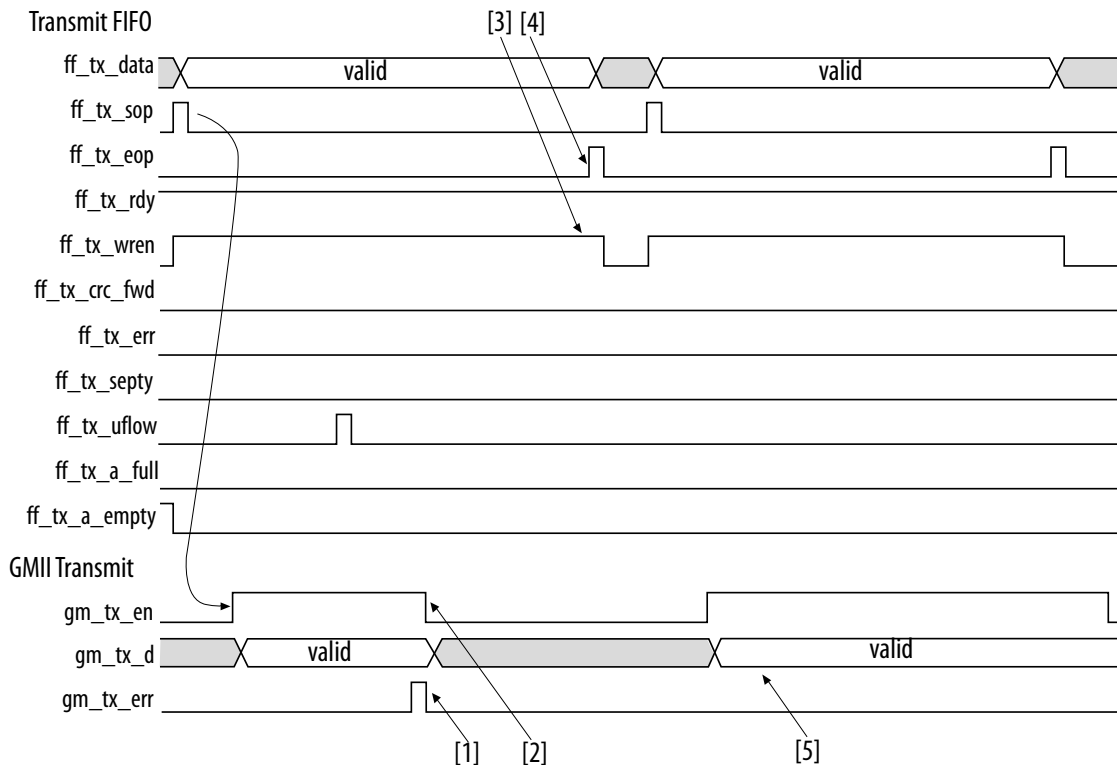 Transmit FIFO
[3] [4]
ff_tx_data valid valid
ff_tx_sop
ff_tx_eop
ff_tx_rdy
ff_tx_wren
ff_tx_crc_fwd
ff_tx_err
ff_tx_septy
ff_tx_uflow
ff_tx_a_full
ff_tx_a_empty
GMII Transmit
gm_tx_en
gm_tx_d valid valid
gm_tx_err
[1] [2] [5]